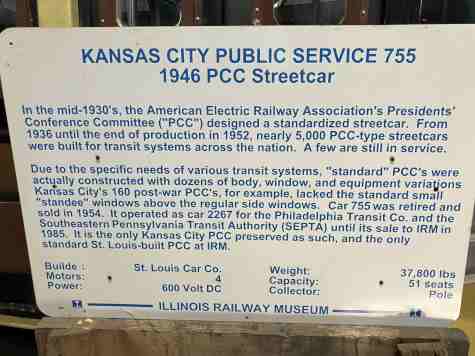 KANSAS CITY PUBLIC SERVICE 755
1946 PCC Streetcar
In the mid-1930's, the American Electric Railway Association's Presidents'
Conference Committee ("PCC") designed a standardized streetcar. From
1936 until the end of production in 1952, nearly 5,000 PCC-type streetcars
were built for transit systems across the nation. A few are still in service.
Due to the specific needs of various transit systems, "standard" PCC's were
actually constructed with dozens of body, window, and equipment variations
Kansas City's 160 post-war PCC's, for example, lacked the standard small
"standee" windows above the regular side windows. Car 755 was retired and
sold in 1954. It operated as car 2267 for the Philadelphia Transit Co. and the
Southeastern Pennsylvania Transit Authority (SEPTA) until its sale to IRM in
1985. It is the only Kansas City PCC preserved as such, and the only
standard St. Louis-built PCC at IRM.
Builde : St. Louis Car Co. Weight: 37,800 lbs
Motors: 4 Capacity: 51 seats
Power: 600 Volt DC Collector: Pole
ILLINOIS RAILWAY MUSEUM